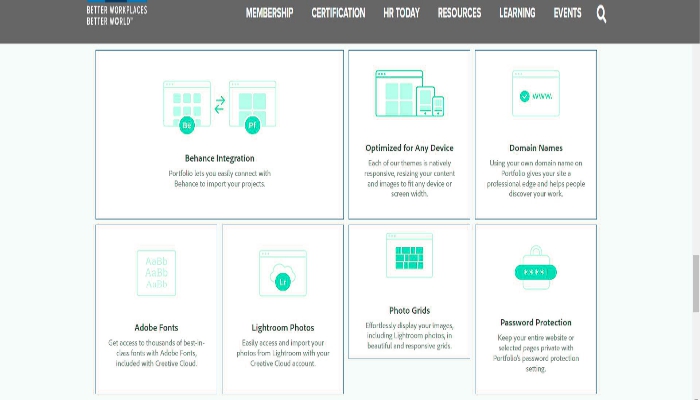 BETTER WORKPLACES
BETTER WORLD™
MEMBERSHIP
CERTIFICATION
HR TODAY
RESOURCES
LEARNING
EVENTS
Be
Pf
Behance Integration
Portfolio lets you easily connect with
Behance to import your projects.
Optimized for Any Device
Each of our themes is natively
responsive, resizing your content
and images to fit any device or
screen width.
www.
Domain Names
Using your own domain name on
Portfolio gives your site a
professional edge and helps people
discover your work.
AaBb
AaBb
AaBb
Adobe Fonts
Get access to thousands of best-in-
class fonts with Adobe Fonts,
included with Creative Cloud.
Lr
Lightroom Photos
Easily access and import your
photos from Lightroom with your
Creative Cloud account.
Photo Grids
Effortlessly display your images,
including Lightroom photos, in
beautiful and responsive grids.
****
Password Protection
Keep your entire website or
selected pages private with
Portfolio's password protection
setting.